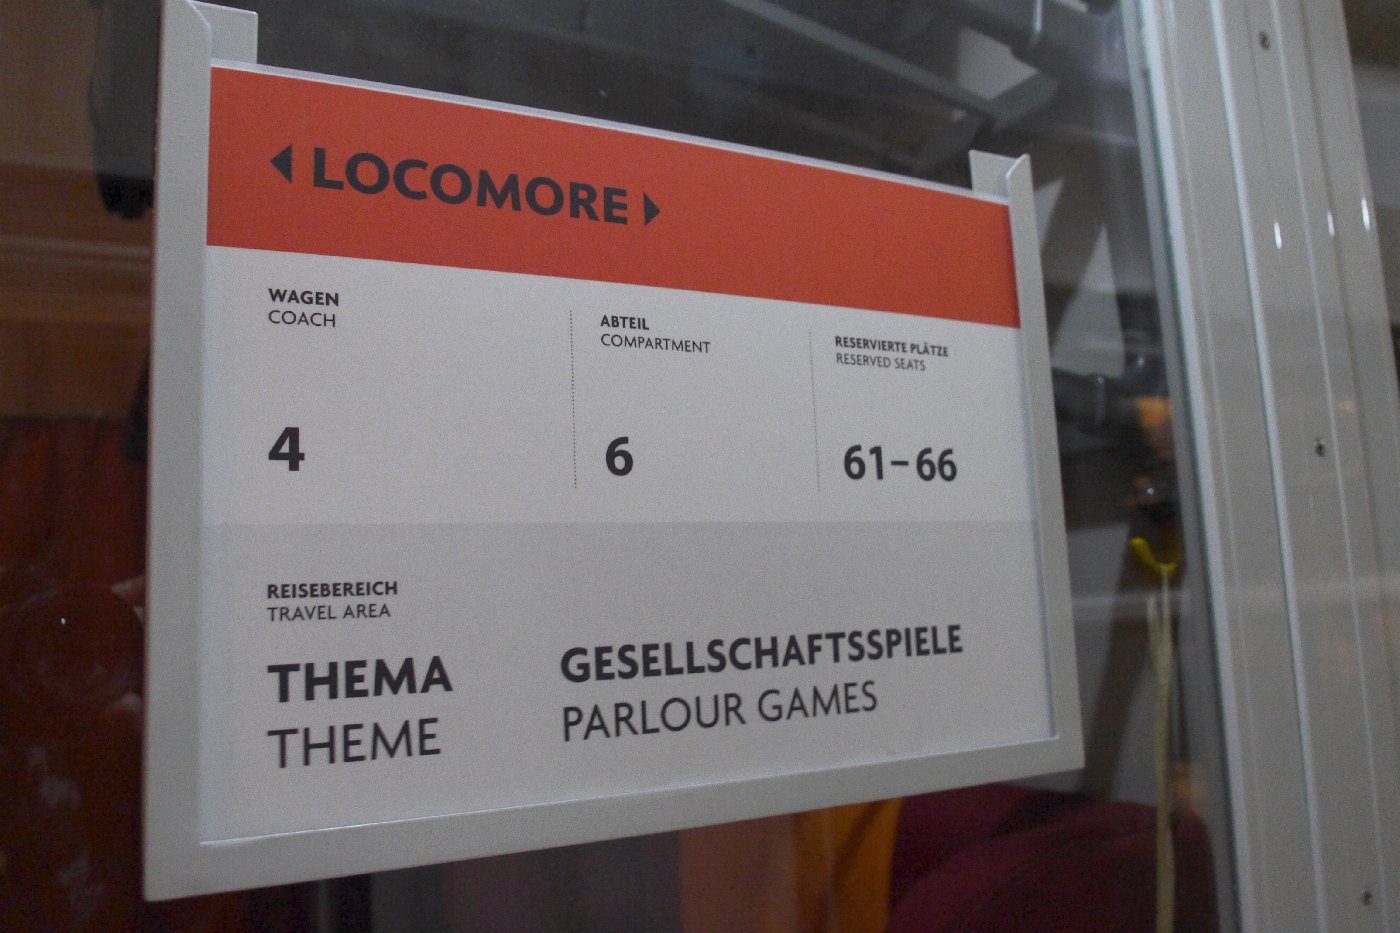 LOCOMORE
WAGEN
COACH
4
ABTEIL
COMPARTMENT
6
RESERVIERTE PLÄTZE
RESERVED SEATS
61–66
REISEBEREICH
TRAVEL AREA
THEMA
THEME
GESELLSCHAFTSSPIELE
PARLOUR GAMES